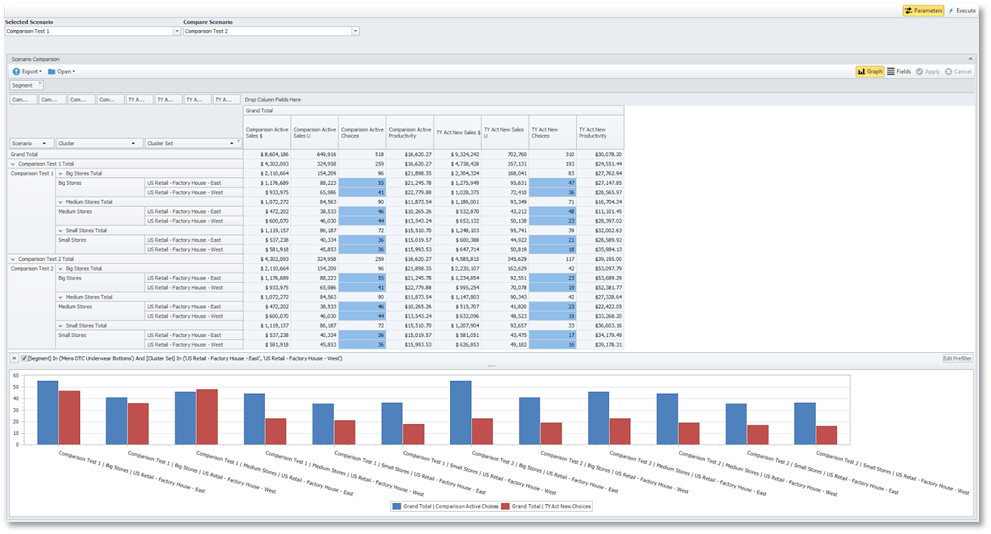 Parameters Execute
Selected Scenario Compare Scenario
Comparison Test 1 Comparison Test 2
Scenario Comparison
Export Open Graph Fields Apply Cancel
Segment
Com... Com... Com... Com... TY A... TY A... TY A... TY A... Drop Column Fields Here
Grand Total
Scenario Cluster Cluster Set Comparison Active Sales $ Comparison Active Sales U Comparison Active Choices Comparison Active Productivity TY Act New Sales $ TY Act New Sales U TY Act New Choices TY Act New Productivity
Grand Total $ 8,604,186 649,916 518 $16,620.27 $ 9,324,242 702,760 310 $30,078.20
Comparison Test 1 Total $ 4,302,093 324,958 259 $16,620.27 $ 4,738,428 357,131 193 $24,551.44
Comparison Test 1 Big Stores Total $ 2,110,664 154,209 96 $21,898.35 $ 2,304,324 168,041 83 $27,762.94
Big Stores US Retail - Factory House - East $ 1,176,689 88,223 55 $21,245.78 $ 1,275,949 95,631 47 $27,147.85
US Retail - Factory House - West $ 933,975 65,986 41 $22,779.88 $ 1,028,375 72,410 36 $28,565.97
Medium Stores Total $ 1,072,272 84,563 90 $11,873.54 $ 1,186,001 93,349 71 $16,704.24
Medium Stores US Retail - Factory House - East $ 472,202 38,533 46 $10,265.26 $ 532,870 43,212 48 $11,101.45
US Retail - Factory House - West $ 600,070 46,030 44 $13,543.24 $ 653,132 50,138 23 $28,397.02
Small Stores Total $ 1,119,157 86,187 72 $15,510.70 $ 1,248,103 95,741 39 $32,002.63
Small Stores US Retail - Factory House - East $ 537,238 40,334 36 $15,019.57 $ 600,388 44,922 21 $28,589.92
US Retail - Factory House - West $ 581,918 45,853 36 $15,993.53 $ 647,714 50,819 18 $35,984.13
Comparison Test 2 Total $ 4,302,093 324,958 259 $16,620.27 $ 4,585,815 345,629 117 $39,195.00
Comparison Test 2 Big Stores Total $ 2,110,664 154,209 96 $21,898.35 $ 2,230,107 162,629 42 $53,097.79
Big Stores US Retail - Factory House - East $ 1,176,689 88,223 55 $21,245.78 $ 1,234,854 92,551 23 $53,689.29
US Retail - Factory House - West $ 933,975 65,986 41 $22,779.88 $ 995,254 70,078 19 $52,381.77
Medium Stores Total $ 1,072,272 84,563 90 $11,873.54 $ 1,147,803 90,343 42 $27,328.64
Medium Stores US Retail - Factory House - East $ 472,202 38,533 46 $10,265.26 $ 515,707 41,820 23 $22,422.05
US Retail - Factory House - West $ 600,070 46,030 44 $13,543.24 $ 632,096 48,523 19 $33,268.20
Small Stores Total $ 1,119,157 86,187 72 $15,510.70 $ 1,207,904 92,657 33 $36,603.16
Small Stores US Retail - Factory House - East $ 537,238 40,334 36 $15,019.57 $ 581,051 43,475 17 $34,179.49
US Retail - Factory House - West $ 581,918 45,853 36 $15,993.53 $ 626,853 49,182 16 $39,178.31
[Segment] In ('Mens DTC Underwear Bottoms') And [Cluster Set] In ('US Retail - Factory House - East', 'US Retail - Factory House - West') Edit Prefilter
60
50
40
30
20
10
0
Comparison Test 1 | Big Stores | US Retail - Factory House - East
Comparison Test 1 | Big Stores | US Retail - Factory House - West
Comparison Test 1 | Medium Stores | US Retail - Factory House - East
Comparison Test 1 | Medium Stores | US Retail - Factory House - West
Comparison Test 1 | Small Stores | US Retail - Factory House - East
Comparison Test 1 | Small Stores | US Retail - Factory House - West
Comparison Test 2 | Big Stores | US Retail - Factory House - East
Comparison Test 2 | Big Stores | US Retail - Factory House - West
Comparison Test 2 | Medium Stores | US Retail - Factory House - East
Comparison Test 2 | Medium Stores | US Retail - Factory House - West
Comparison Test 2 | Small Stores | US Retail - Factory House - East
Comparison Test 2 | Small Stores | US Retail - Factory House - West
Grand Total | Comparison Active Choices Grand Total | TY Act New Choices